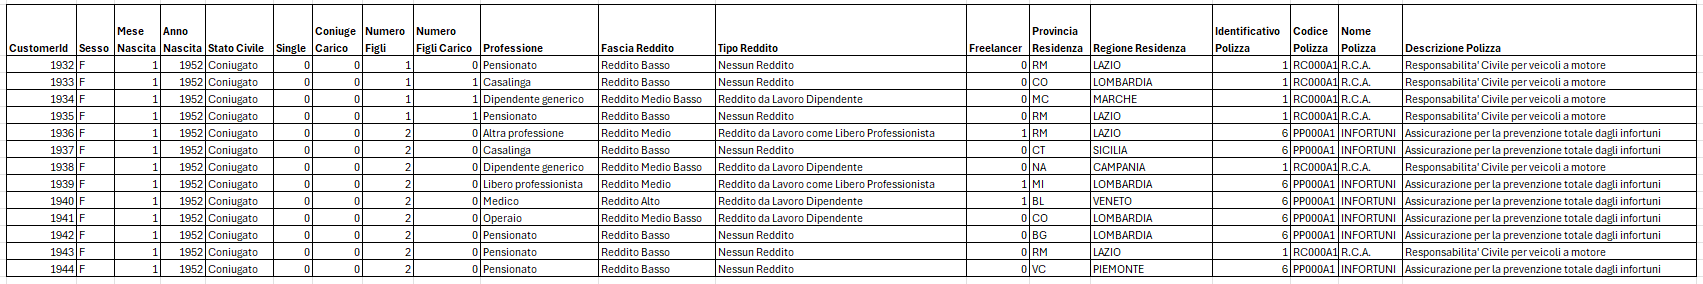 CustomerId Sesso Mese Nascita Anno Nascita Stato Civile Single Coniuge Carico Numero Figli Numero Figli Carico Professione Fascia Reddito Tipo Reddito Freelancer Provincia Residenza Regione Residenza Identificativo Polizza Codice Polizza Nome Polizza Descrizione Polizza
1932 F 1 1952 Coniugato 0 0 1 0 Pensionato Reddito Basso Nessun Reddito 0 RM LAZIO 1 RC000A1 R.C.A. Responsabilita' Civile per veicoli a motore
1933 F 1 1952 Coniugato 0 0 1 1 Casalinga Reddito Basso Nessun Reddito 0 CO LOMBARDIA 1 RC000A1 R.C.A. Responsabilita' Civile per veicoli a motore
1934 F 1 1952 Coniugato 0 0 1 1 Dipendente generico Reddito Medio Basso Reddito da Lavoro Dipendente 0 MC MARCHE 1 RC000A1 R.C.A. Responsabilita' Civile per veicoli a motore
1935 F 1 1952 Coniugato 0 0 1 1 Pensionato Reddito Basso Nessun Reddito 0 RM LAZIO 1 RC000A1 R.C.A. Responsabilita' Civile per veicoli a motore
1936 F 1 1952 Coniugato 0 0 2 0 Altra professione Reddito Medio Reddito da Lavoro come Libero Professionista 1 RM LAZIO 6 PP000A1 INFORTUNI Assicurazione per la prevenzione totale dagli infortuni
1937 F 1 1952 Coniugato 0 0 2 0 Casalinga Reddito Basso Nessun Reddito 0 CT SICILIA 6 PP000A1 INFORTUNI Assicurazione per la prevenzione totale dagli infortuni
1938 F 1 1952 Coniugato 0 0 2 0 Dipendente generico Reddito Medio Basso Reddito da Lavoro Dipendente 0 NA CAMPANIA 1 RC000A1 R.C.A. Responsabilita' Civile per veicoli a motore
1939 F 1 1952 Coniugato 0 0 2 0 Libero professionista Reddito Medio Reddito da Lavoro come Libero Professionista 1 MI LOMBARDIA 6 PP000A1 INFORTUNI Assicurazione per la prevenzione totale dagli infortuni
1940 F 1 1952 Coniugato 0 0 2 0 Medico Reddito Alto Reddito da Lavoro Dipendente 1 BL VENETO 6 PP000A1 INFORTUNI Assicurazione per la prevenzione totale dagli infortuni
1941 F 1 1952 Coniugato 0 0 2 0 Operaio Reddito Medio Basso Reddito da Lavoro Dipendente 0 CO LOMBARDIA 6 PP000A1 INFORTUNI Assicurazione per la prevenzione totale dagli infortuni
1942 F 1 1952 Coniugato 0 0 2 0 Pensionato Reddito Basso Nessun Reddito 0 BG LOMBARDIA 6 PP000A1 INFORTUNI Assicurazione per la prevenzione totale dagli infortuni
1943 F 1 1952 Coniugato 0 0 2 0 Pensionato Reddito Basso Nessun Reddito 0 RM LAZIO 1 RC000A1 R.C.A. Responsabilita' Civile per veicoli a motore
1944 F 1 1952 Coniugato 0 0 2 0 Pensionato Reddito Basso Nessun Reddito 0 VC PIEMONTE 6 PP000A1 INFORTUNI Assicurazione per la prevenzione totale dagli infortuni